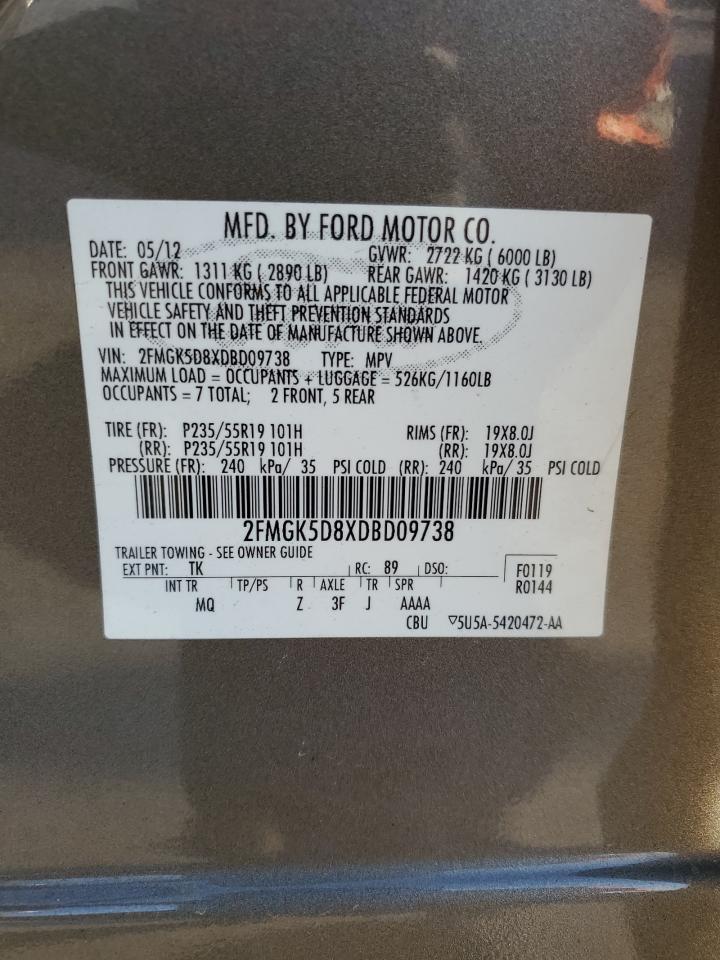 MFD. BY FORD MOTOR CO.
DATE: 05/12 GVWR: 2722 KG ( 6000 LB)
FRONT GAWR: 1311 KG ( 2890 LB) REAR GAWR: 1420 KG ( 3130 LB)
THIS VEHICLE CONFORMS TO ALL APPLICABLE FEDERAL MOTOR
VEHICLE SAFETY AND THEFT PREVENTION STANDARDS
IN EFFECT ON THE DATE OF MANUFACTURE SHOWN ABOVE.
VIN: 2FMGK5D8XDBD09738 TYPE: MPV
MAXIMUM LOAD = OCCUPANTS + LUGGAGE = 526KG/1160LB
OCCUPANTS = 7 TOTAL; 2 FRONT, 5 REAR
TIRE (FR): P235/55R19 101H RIMS (FR): 19X8.0J
(RR): P235/55R19 101H (RR): 19X8.0J
PRESSURE (FR): 240 kPa/ 35 PSI COLD (RR): 240 kPa/ 35 PSI COLD
2FMGK5D8XDBD09738
TRAILER TOWING - SEE OWNER GUIDE
EXT PNT: TK RC: 89 DSO: F0119
INT TR TP/PS R AXLE TR SPR R0144
MQ Z 3F J AAAA
CBU ▽5U5A-5420472-AA